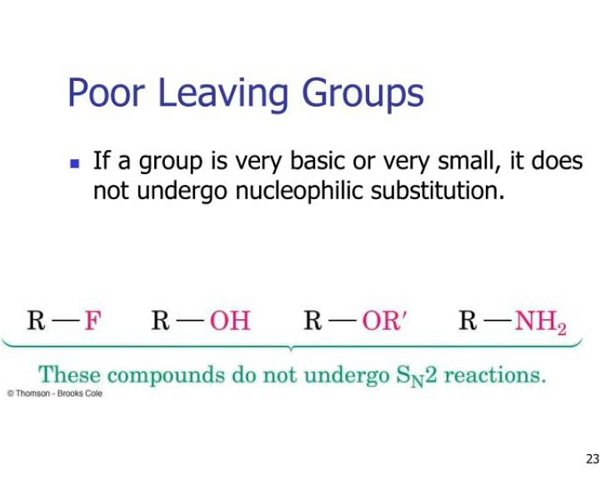 Poor Leaving Groups
■ If a group is very basic or very small, it does
not undergo nucleophilic substitution.
R—F R—OH R—OR′ R—NH₂
These compounds do not undergo S_N2 reactions.
© Thomson - Brooks Cole
23